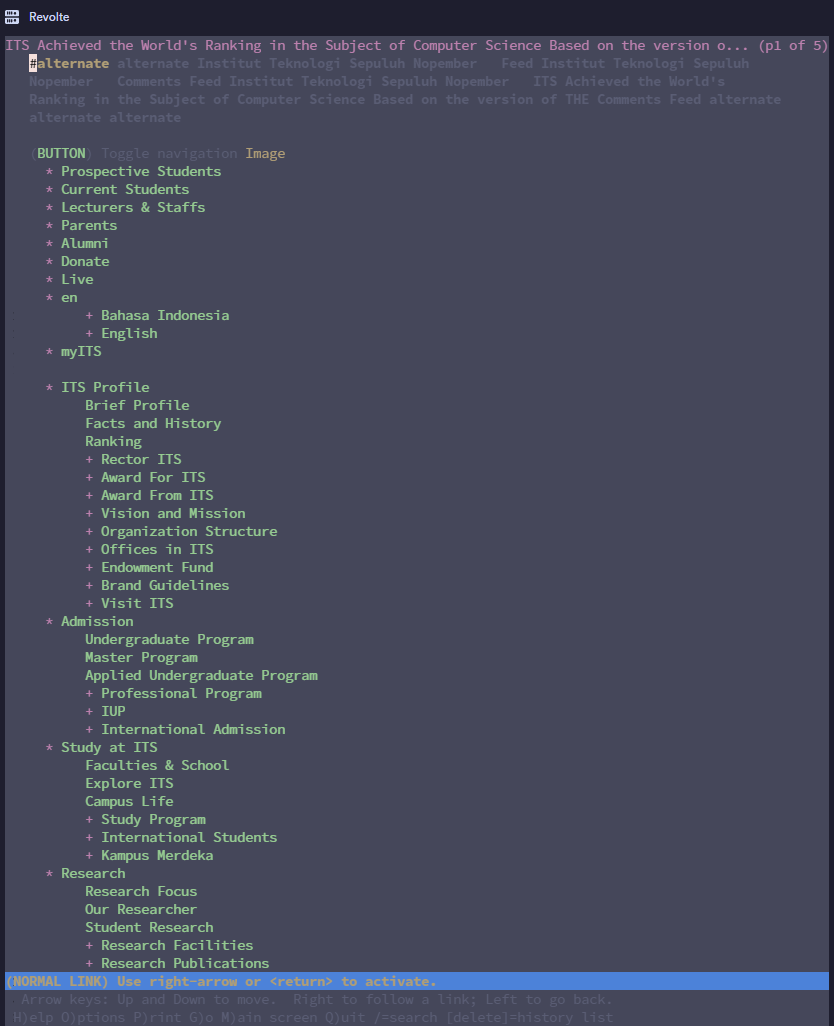 Revolte
ITS Achieved the World's Ranking in the Subject of Computer Science Based on the version o... (p1 of 5)
#alternate alternate Institut Teknologi Sepuluh Nopember   Feed Institut Teknologi Sepuluh
Nopember   Comments Feed Institut Teknologi Sepuluh Nopember   ITS Achieved the World's
Ranking in the Subject of Computer Science Based on the version of THE Comments Feed alternate
alternate alternate
(BUTTON) Toggle navigation Image
* Prospective Students
* Current Students
* Lecturers & Staffs
* Parents
* Alumni
* Donate
* Live
* en
+ Bahasa Indonesia
+ English
* myITS
* ITS Profile
Brief Profile
Facts and History
Ranking
+ Rector ITS
+ Award For ITS
+ Award From ITS
+ Vision and Mission
+ Organization Structure
+ Offices in ITS
+ Endowment Fund
+ Brand Guidelines
+ Visit ITS
* Admission
Undergraduate Program
Master Program
Applied Undergraduate Program
+ Professional Program
+ IUP
+ International Admission
* Study at ITS
Faculties & School
Explore ITS
Campus Life
+ Study Program
+ International Students
+ Kampus Merdeka
* Research
Research Focus
Our Researcher
Student Research
+ Research Facilities
+ Research Publications
(NORMAL LINK) Use right-arrow or <return> to activate.
Arrow keys: Up and Down to move.  Right to follow a link; Left to go back.
H)elp O)ptions P)rint G)o M)ain screen Q)uit /=search [delete]=history list